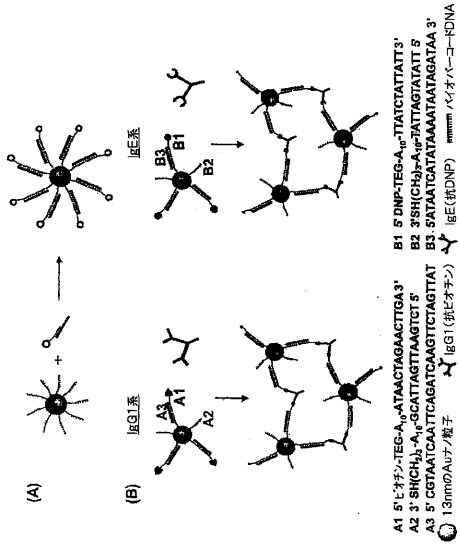 (A)
(B)
IgG1系
A3
A1
A2
IgE系
B3
B1
B2
A1 5' ビオチン-TEG-A10-ATAACTAGAACTTGA 3'
A2 3' SH(CH2)3-A10-GCATTAGTTAAGTCT 5'
A3 5' CGTAATCAATTCAGATCAAGTTCTAGTTAT
B1 5' DNP-TEG-A10-TTATCTATTATT 3'
B2 3'SH(CH2)3-A10-TATTAGTATATT 5'
B3. 5'ATAATCATATAAAATAATAGATAA 3'
13nmのAuナノ粒子
IgG1(抗ビオチン)
IgE(抗DNP)
バイオバーコードDNA